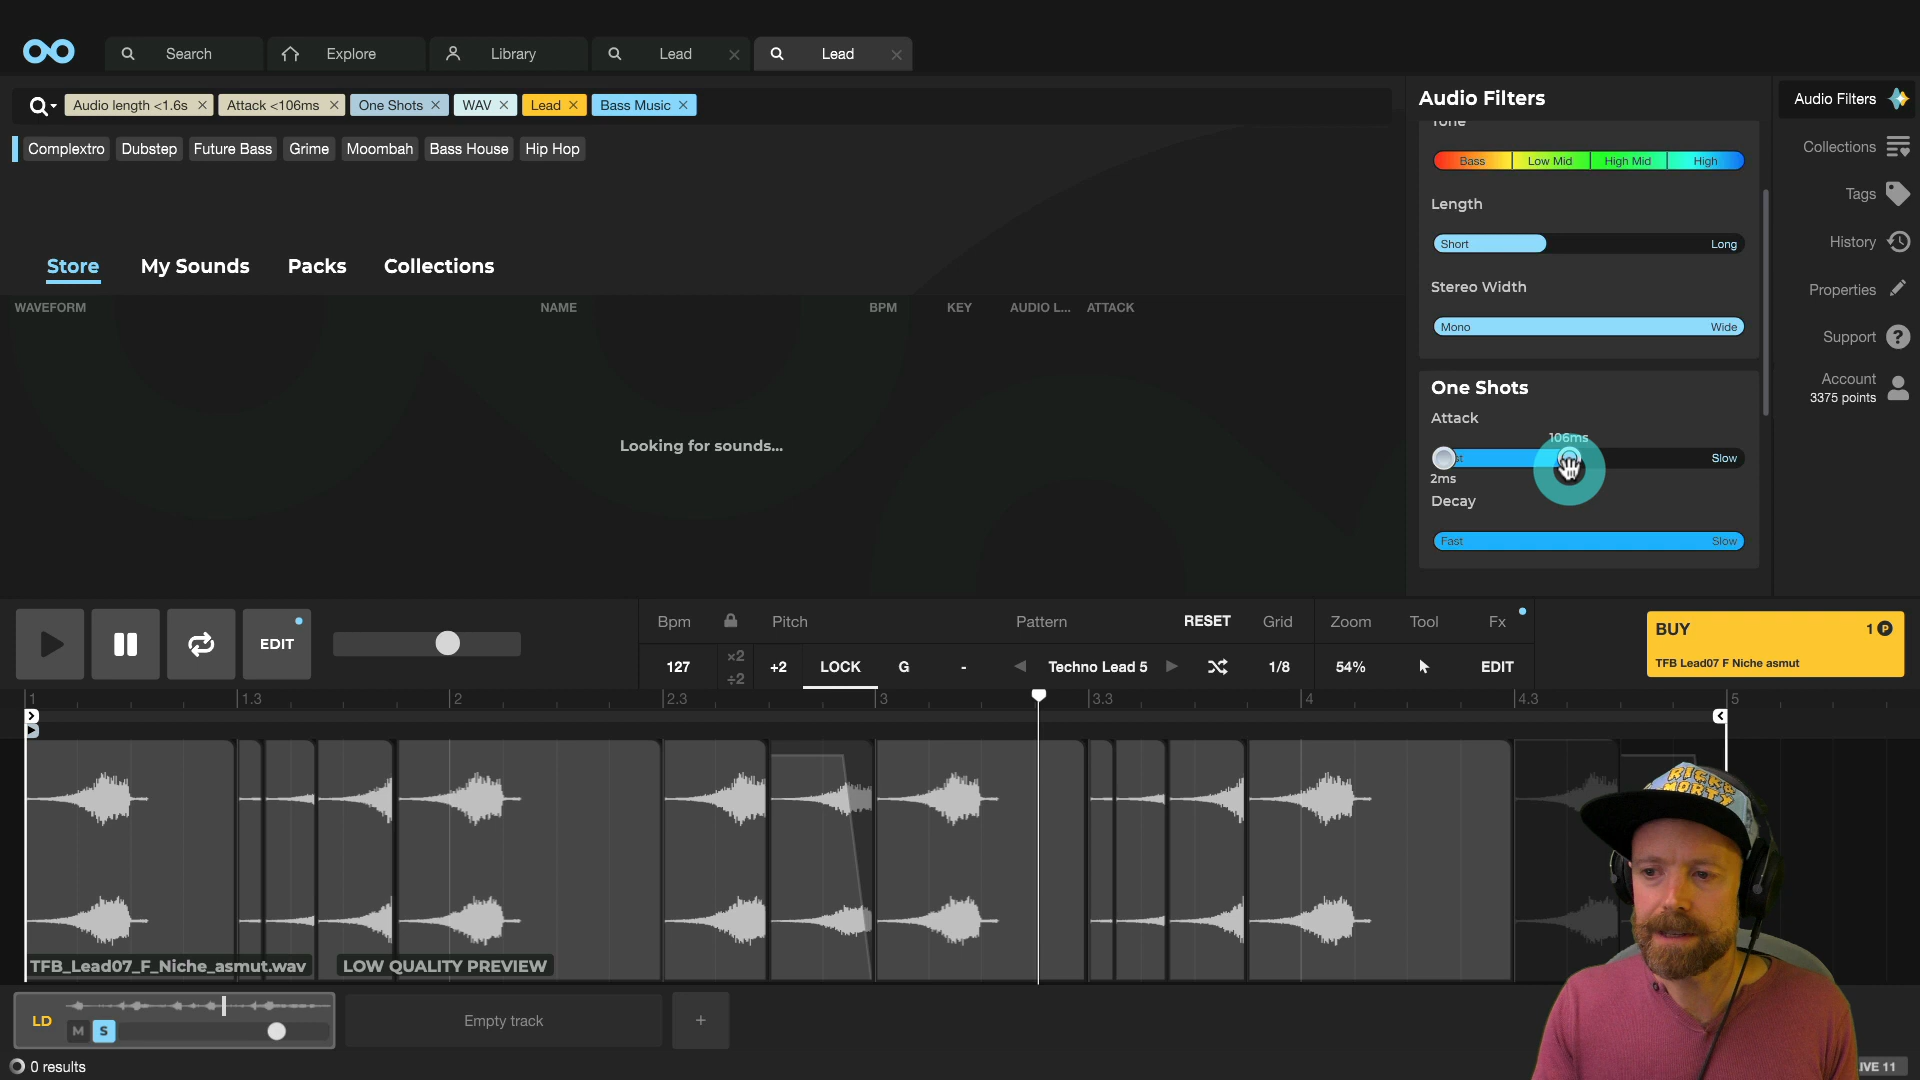 Search
Explore
Library
Lead
Lead
Audio length <1.6s
Attack <106ms
One Shots
WAV
Lead
Bass Music
Complextro
Dubstep
Future Bass
Grime
Moombah
Bass House
Hip Hop
Store
My Sounds
Packs
Collections
WAVEFORM
NAME
BPM
KEY
AUDIO L...
ATTACK
Looking for sounds...
Audio Filters
Tone
Bass
Low Mid
High Mid
High
Length
Short
Long
Stereo Width
Mono
Wide
One Shots
Attack
106ms
Slow
2ms
Decay
Fast
Slow
Audio Filters
Collections
Tags
History
Properties
Support
Account
3375 points
EDIT
Bpm
Pitch
Pattern
RESET
Grid
Zoom
Tool
Fx
127
×2
÷2
+2
LOCK
G
-
Techno Lead 5
1/8
54%
EDIT
BUY
1 P
TFB Lead07 F Niche asmut
1
1.3
2
2.3
3
3.3
4
4.3
5
TFB_Lead07_F_Niche_asmut.wav
LOW QUALITY PREVIEW
RICK &
MORTY
LD
M
S
Empty track
+
0 results
IVE 11